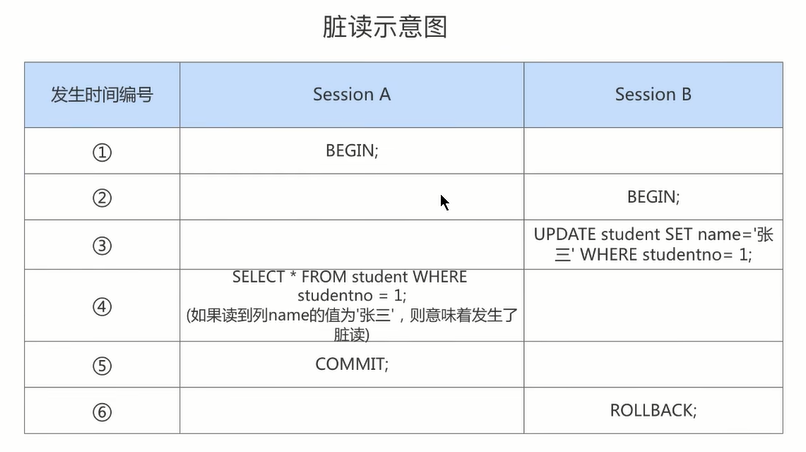 脏读示意图
发生时间编号 Session A Session B
① BEGIN;
② BEGIN;
③ UPDATE student SET name='张
三' WHERE studentno= 1;
④ SELECT * FROM student WHERE
studentno = 1;
(如果读到列name的值为'张三'，则意味着发生了
脏读)
⑤ COMMIT;
⑥ ROLLBACK;